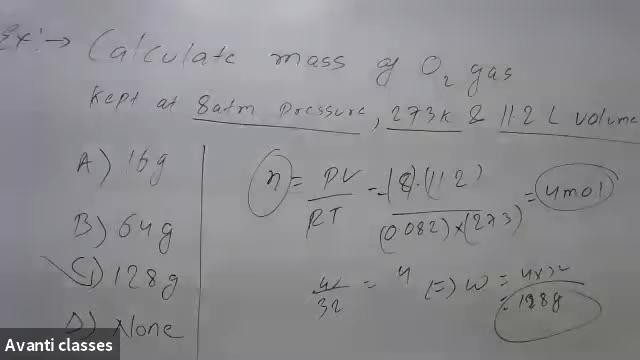 Ex:→ Calculate mass of O2 gas
Kept at 8atm pressure, 273K & 11.2 L volume
A) 16g
B) 64g
C) 128g
D) None
n = PV/RT = (8)·(11.2)/(0.082)×(273) = 4mol
w/32 = 4 (=) w = 4×32
= 128g
Avanti classes